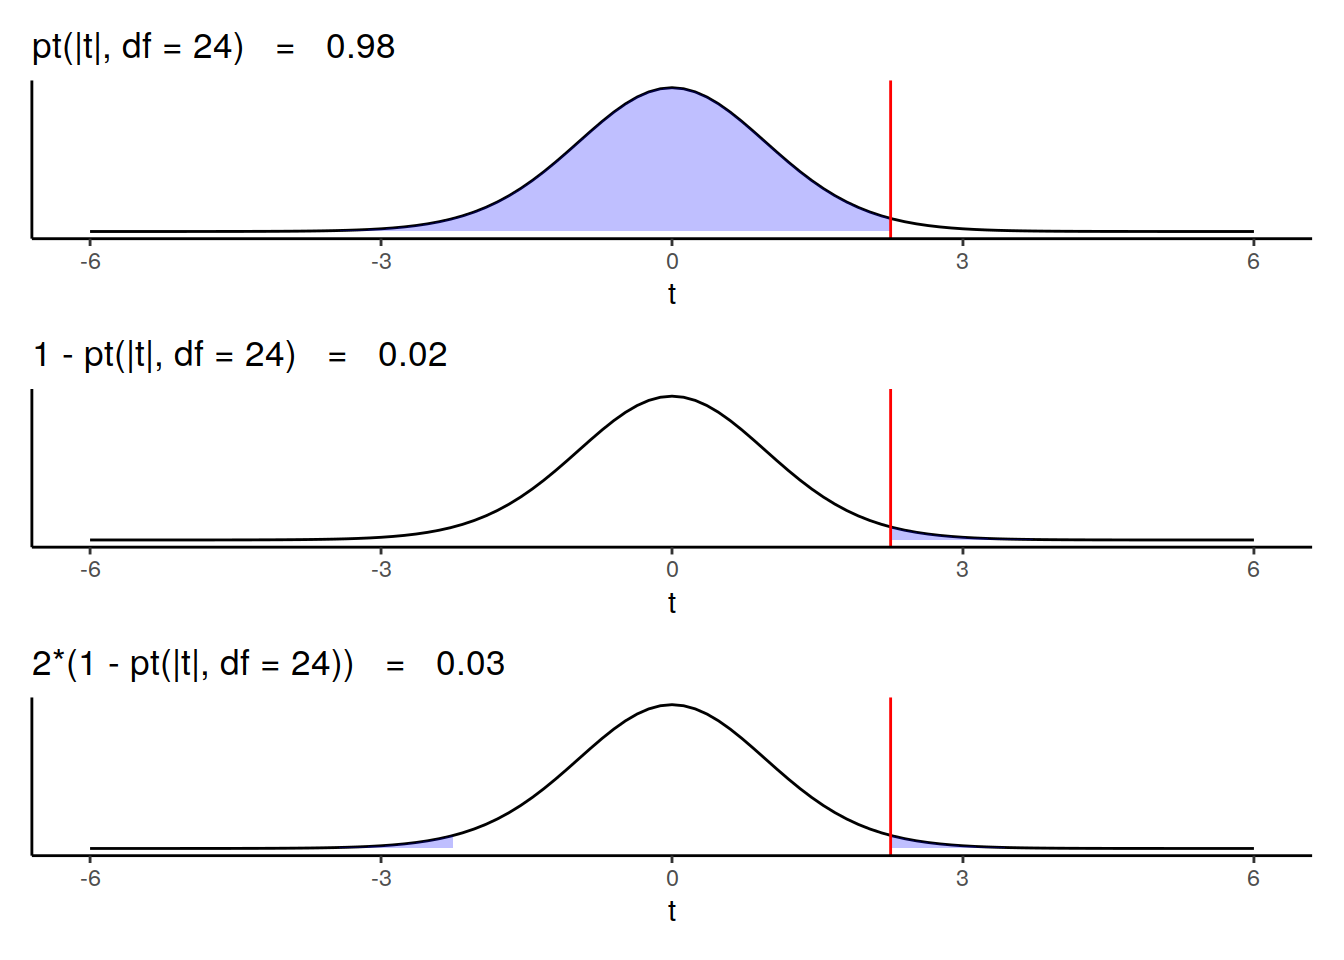 pt(|t|, df = 24)   =   0.98
-6 -3 0 3 6
t
1 - pt(|t|, df = 24)   =   0.02
-6 -3 0 3 6
t
2*(1 - pt(|t|, df = 24))   =   0.03
-6 -3 0 3 6
t